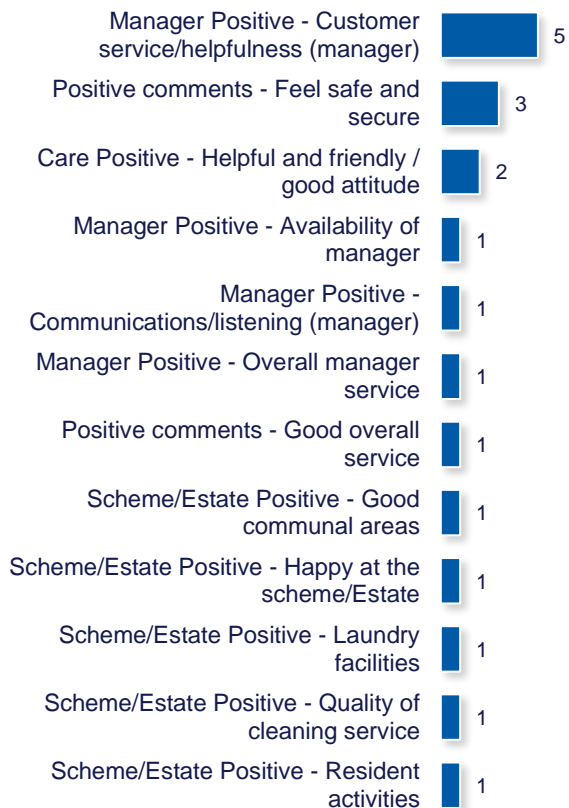 Manager Positive - Customer
service/helpfulness (manager)
5
Positive comments - Feel safe and
secure
3
Care Positive - Helpful and friendly /
good attitude
2
Manager Positive - Availability of
manager
1
Manager Positive -
Communications/listening (manager)
1
Manager Positive - Overall manager
service
1
Positive comments - Good overall
service
1
Scheme/Estate Positive - Good
communal areas
1
Scheme/Estate Positive - Happy at the
scheme/Estate
1
Scheme/Estate Positive - Laundry
facilities
1
Scheme/Estate Positive - Quality of
cleaning service
1
Scheme/Estate Positive - Resident
activities
1